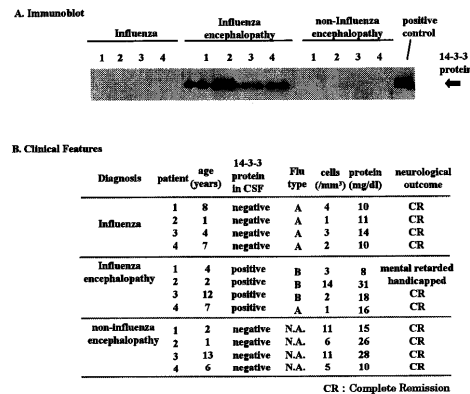 A. Immunoblot
Influenza
Influenza encephalopathy
non-Influenza encephalopathy
positive control
1 2 3 4 1 2 3 4 1 2 3 4
14-3-3 protein
B. Clinical Features
Diagnosis patient age (years) 14-3-3 protein in CSF Flu type cells (/mm³) protein (mg/dl) neurological outcome
Influenza
1 8 negative A 4 10 CR
2 1 negative A 1 11 CR
3 4 negative A 3 14 CR
4 7 negative A 2 10 CR
Influenza encephalopathy
1 4 positive B 3 8 mental retarded
2 2 positive B 14 31 handicapped
3 12 positive B 2 18 CR
4 7 positive A 1 16 CR
non-influenza encephalopathy
1 2 negative N.A. 11 15 CR
2 1 negative N.A. 6 26 CR
3 13 negative N.A. 11 28 CR
4 6 negative N.A. 5 10 CR
CR : Complete Remission